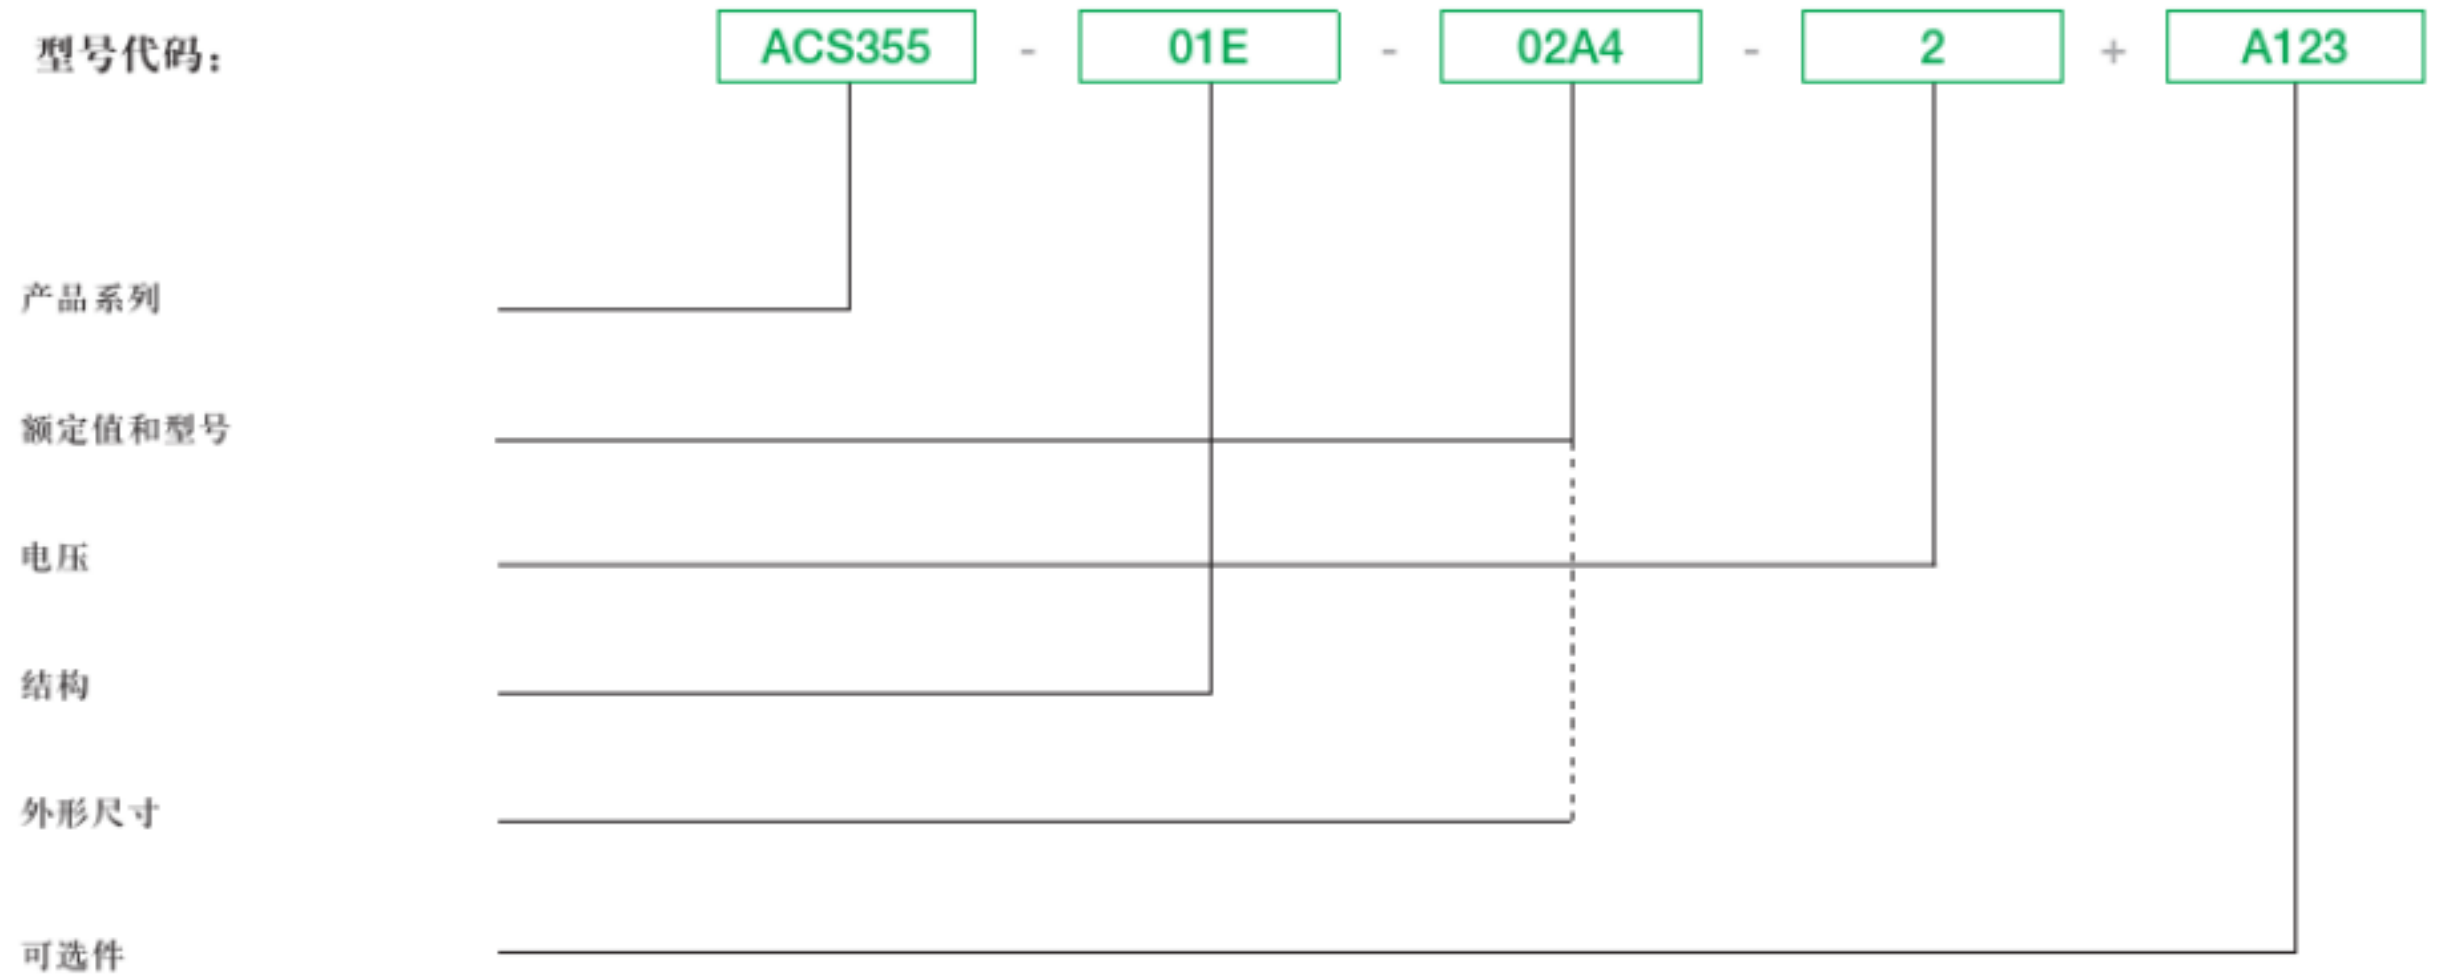 型号代码： ACS355 - 01E - 02A4 - 2 + A123
产品系列
额定值和型号
电压
结构
外形尺寸
可选件